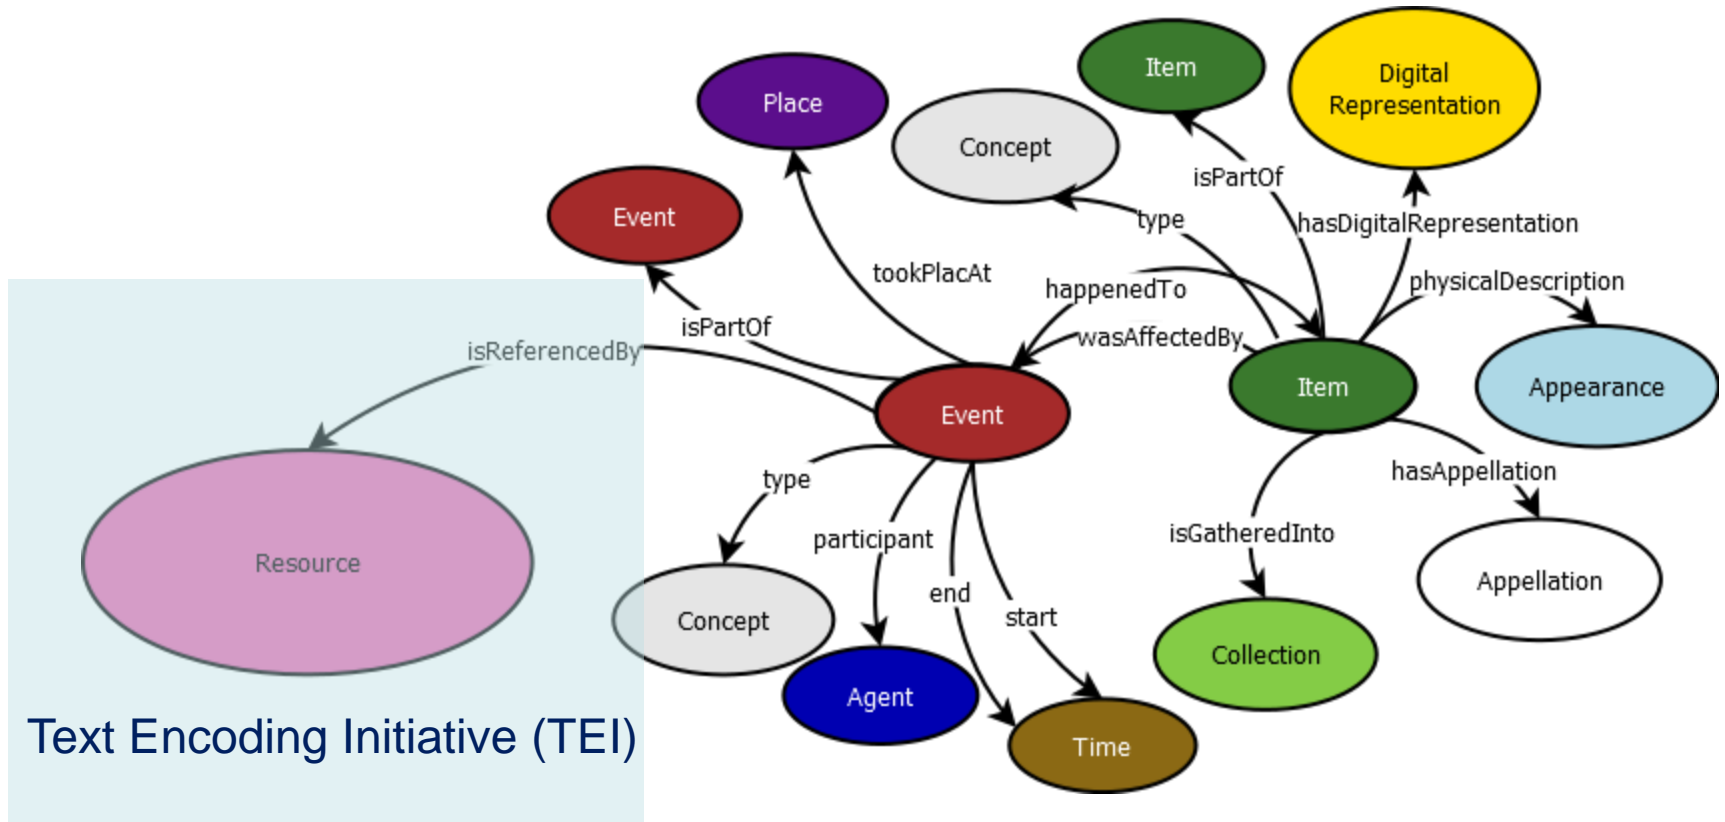 Item
Digital
Representation
Place
Concept
isPartOf
Event
type
hasDigitalRepresentation
tookPlacAt
happenedTo
physicalDescription
isPartOf
wasAffectedBy
isReferencedBy
Item
Appearance
Event
hasAppellation
type
isGatheredInto
participant
Resource
Appellation
end
start
Concept
Collection
Agent
Text Encoding Initiative (TEI)
Time